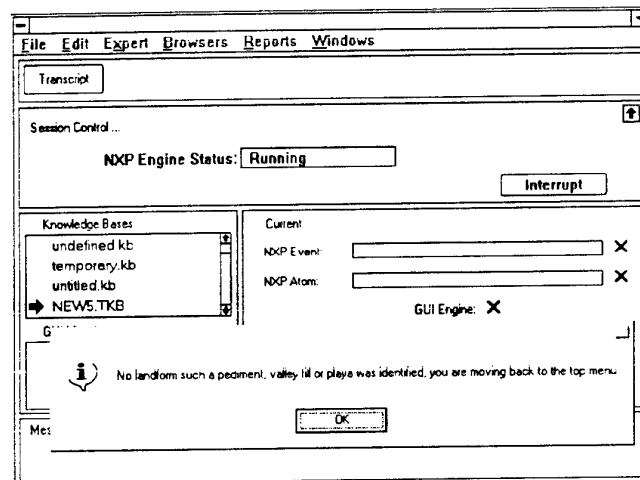 File Edit Expert Browsers Reports Windows
Transcript
Session Control ...
NXP Engine Status: Running
Interrupt
Knowledge Bases
undefined.kb
temporary.kb
untitled.kb
NEW5.TKB
Current
NXP Event:
NXP Atom:
GUI Engine:
G
No landform such a pediment, valley fill or playa was identified, you are moving back to the top menu
OK
Mes